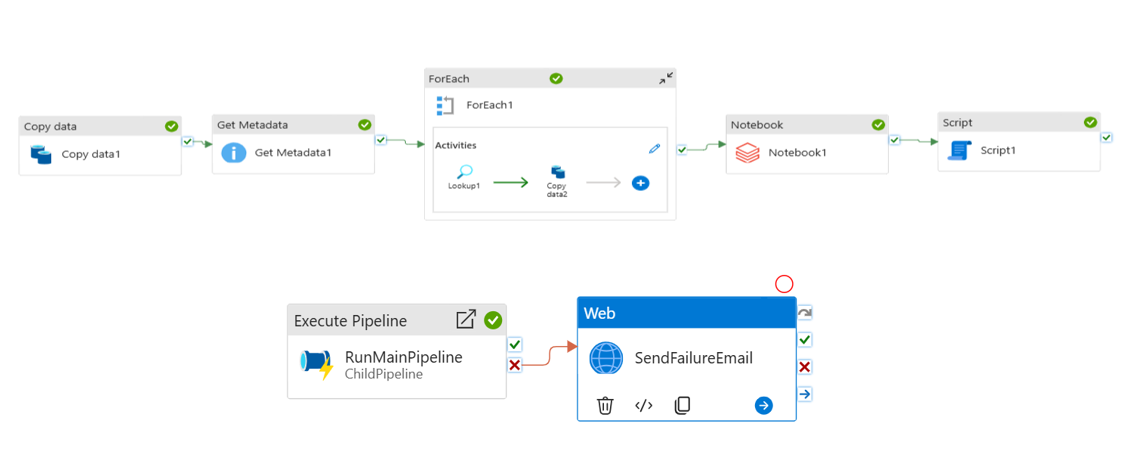 ForEach
ForEach1
Copy data
Copy data1
Get Metadata
Get Metadata1
Activities
Lookup1
Copy
data2
Notebook
Notebook1
Script
Script1
Execute Pipeline
RunMainPipeline
ChildPipeline
Web
SendFailureEmail